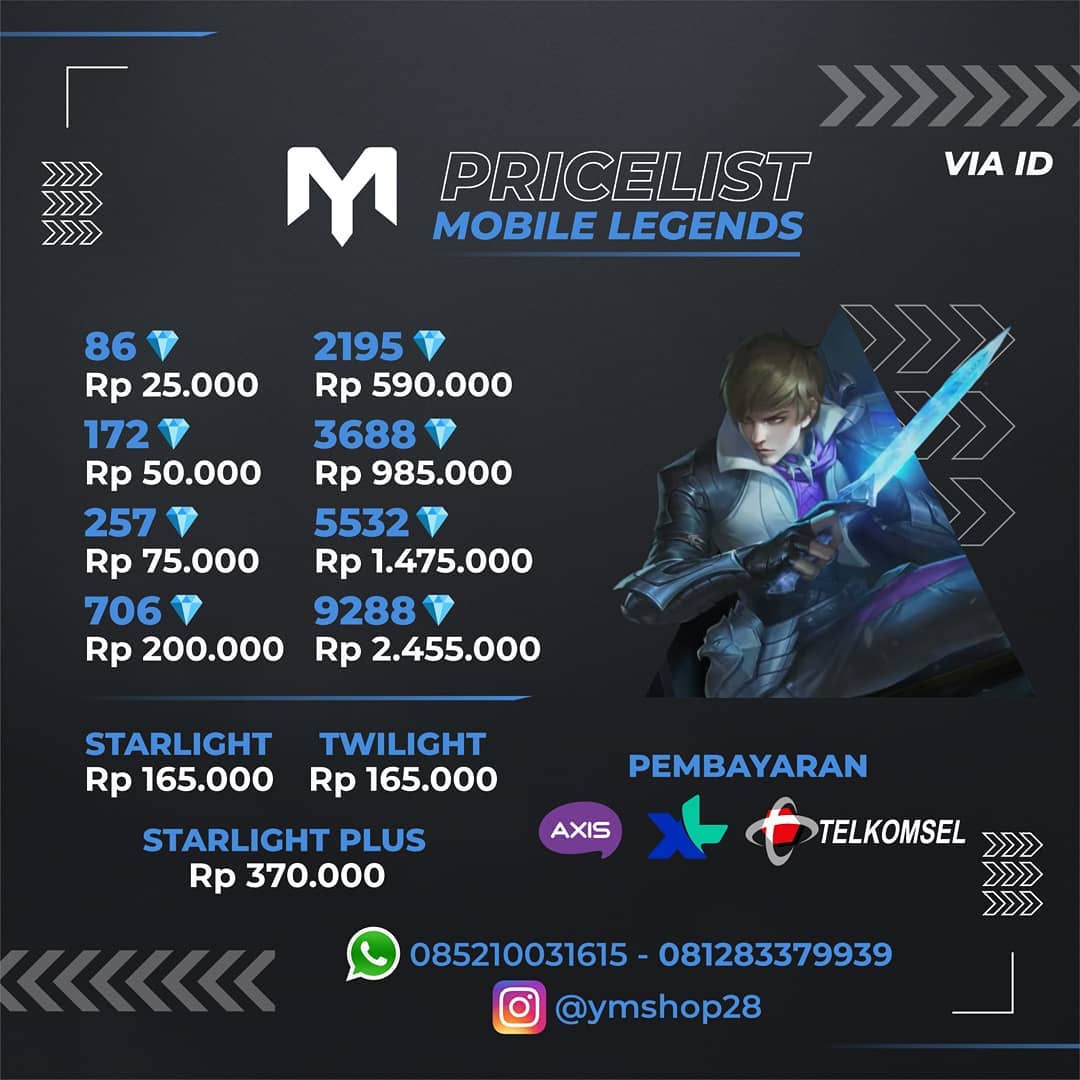 YM
PRICELIST
MOBILE LEGENDS
VIA ID
86
Rp 25.000
172
Rp 50.000
257
Rp 75.000
706
Rp 200.000
2195
Rp 590.000
3688
Rp 985.000
5532
Rp 1.475.000
9288
Rp 2.455.000
STARLIGHT
Rp 165.000
TWILIGHT
Rp 165.000
STARLIGHT PLUS
Rp 370.000
PEMBAYARAN
AXIS
XL
TELKOMSEL
085210031615 - 081283379939
@ymshop28